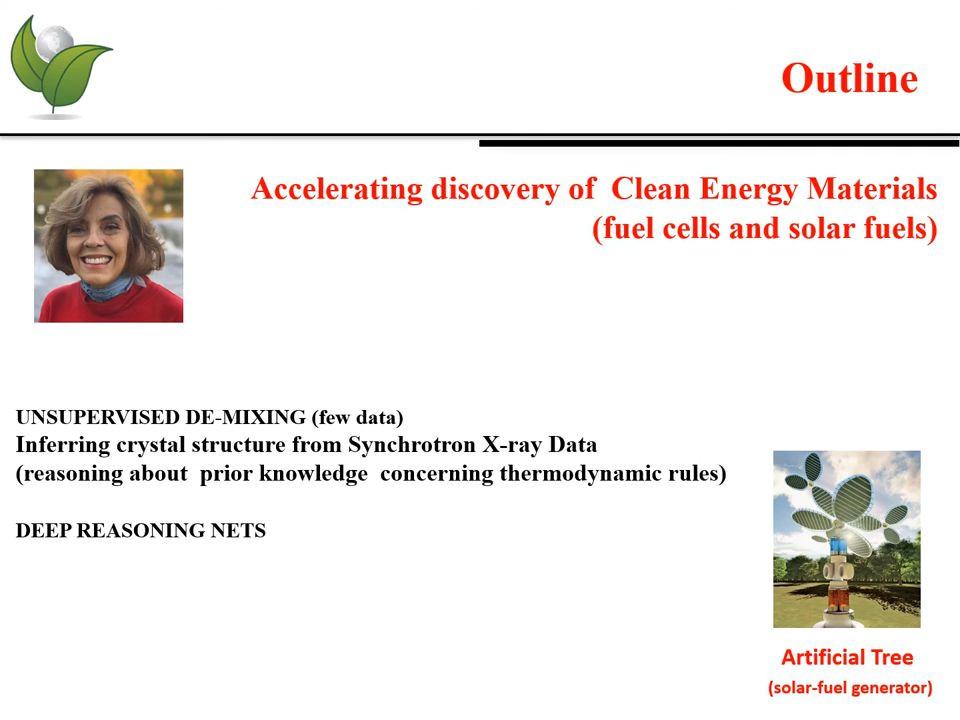 Outline
Accelerating discovery of Clean Energy Materials
(fuel cells and solar fuels)
UNSUPERVISED DE-MIXING (few data)
Inferring crystal structure from Synchrotron X-ray Data
(reasoning about prior knowledge concerning thermodynamic rules)
DEEP REASONING NETS
Artificial Tree
(solar-fuel generator)